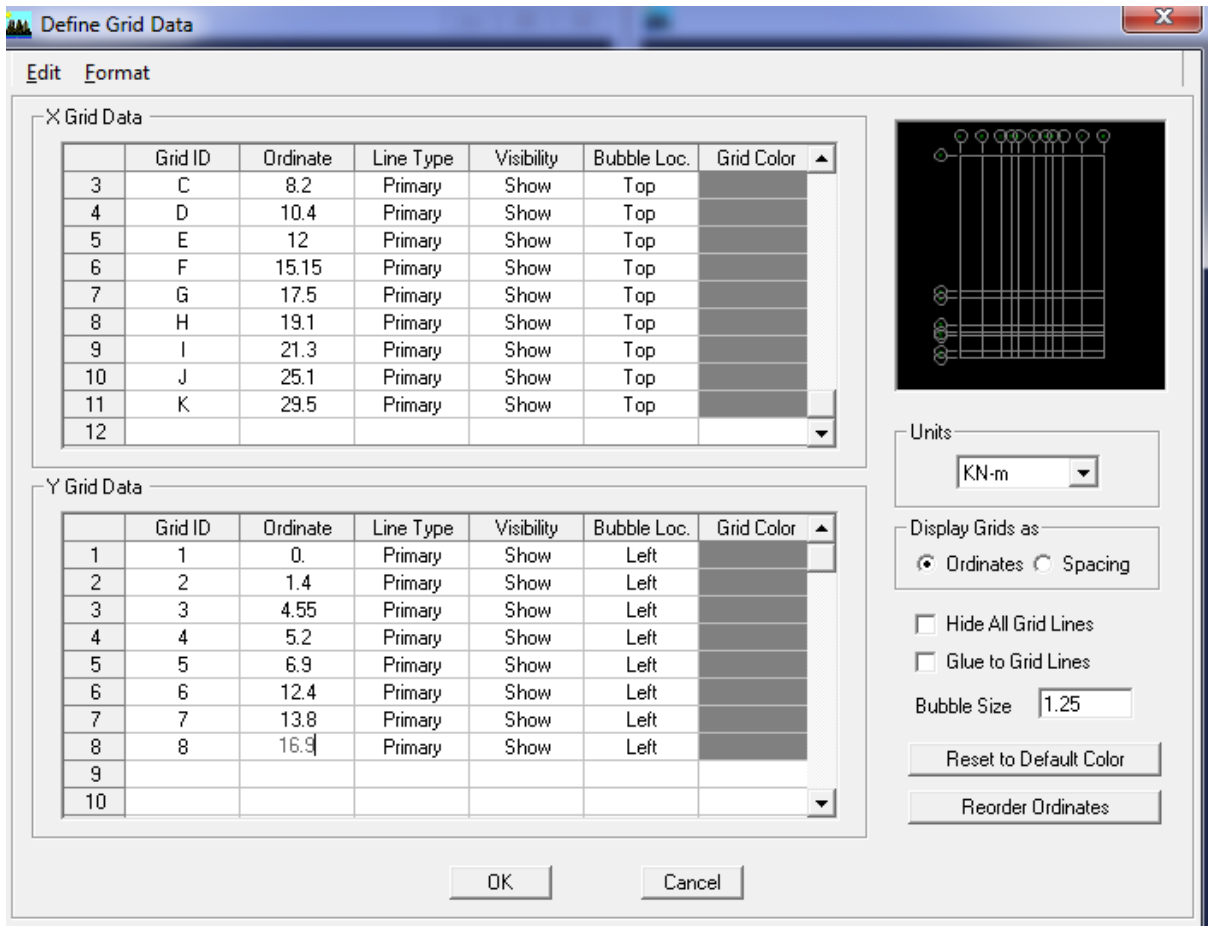 Define Grid Data
Edit Format
X Grid Data
Grid ID Ordinate Line Type Visibility Bubble Loc. Grid Color
3 C 8.2 Primary Show Top
4 D 10.4 Primary Show Top
5 E 12 Primary Show Top
6 F 15.15 Primary Show Top
7 G 17.5 Primary Show Top
8 H 19.1 Primary Show Top
9 I 21.3 Primary Show Top
10 J 25.1 Primary Show Top
11 K 29.5 Primary Show Top
12
Y Grid Data
Grid ID Ordinate Line Type Visibility Bubble Loc. Grid Color
1 1 0. Primary Show Left
2 2 1.4 Primary Show Left
3 3 4.55 Primary Show Left
4 4 5.2 Primary Show Left
5 5 6.9 Primary Show Left
6 6 12.4 Primary Show Left
7 7 13.8 Primary Show Left
8 8 16.9 Primary Show Left
9
10
Units
KN-m
Display Grids as
Ordinates Spacing
Hide All Grid Lines
Glue to Grid Lines
Bubble Size 1.25
Reset to Default Color
Reorder Ordinates
OK Cancel